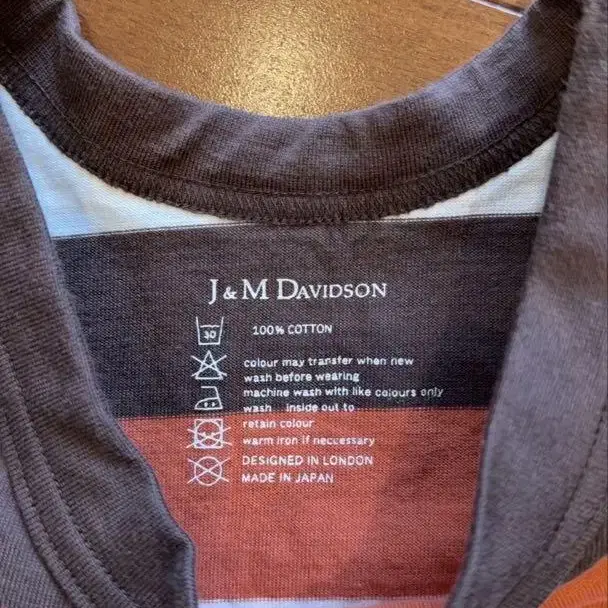 J & M DAVIDSON
30
100% COTTON
colour may transfer when new
wash before wearing
machine wash with like colours only
wash inside out to
retain colour
warm iron if neccessary
DESIGNED IN LONDON
MADE IN JAPAN